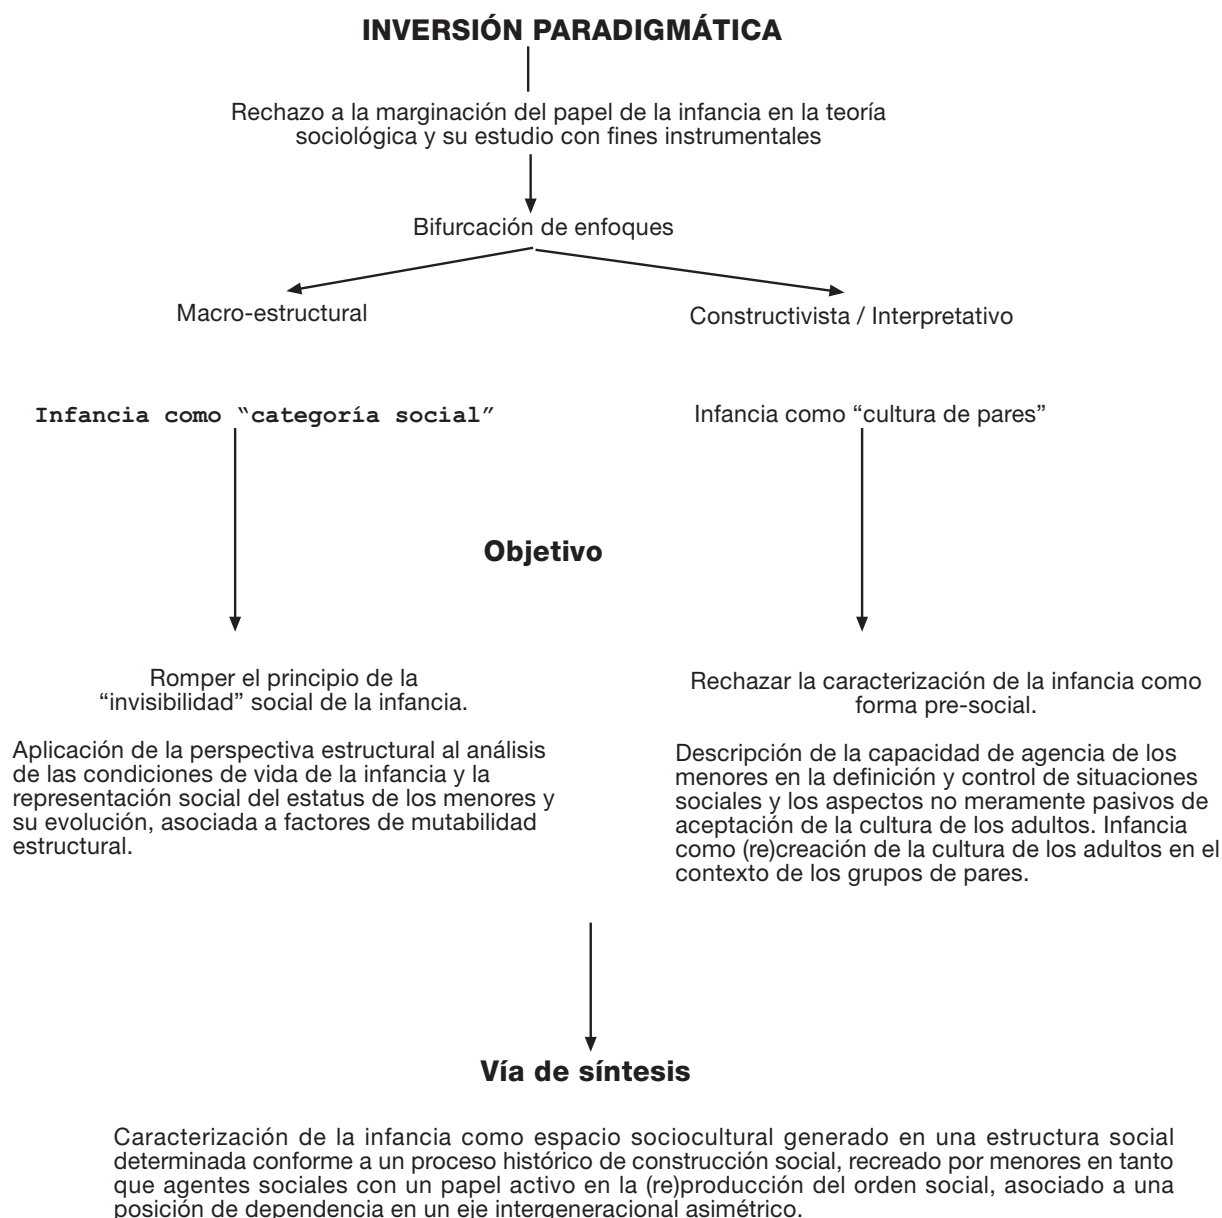 INVERSIÓN PARADIGMÁTICA
Rechazo a la marginación del papel de la infancia en la teoría
sociológica y su estudio con fines instrumentales
Bifurcación de enfoques
Macro-estructural
Constructivista / Interpretativo
Infancia como “categoría social”
Infancia como “cultura de pares”
Objetivo
Romper el principio de la
“invisibilidad” social de la infancia.
Aplicación de la perspectiva estructural al análisis
de las condiciones de vida de la infancia y la
representación social del estatus de los menores y
su evolución, asociada a factores de mutabilidad
estructural.
Rechazar la caracterización de la infancia como
forma pre-social.
Descripción de la capacidad de agencia de los
menores en la definición y control de situaciones
sociales y los aspectos no meramente pasivos de
aceptación de la cultura de los adultos. Infancia
como (re)creación de la cultura de los adultos en el
contexto de los grupos de pares.
Vía de síntesis
Caracterización de la infancia como espacio sociocultural generado en una estructura social
determinada conforme a un proceso histórico de construcción social, recreado por menores en tanto
que agentes sociales con un papel activo en la (re)producción del orden social, asociado a una
posición de dependencia en un eje intergeneracional asimétrico.